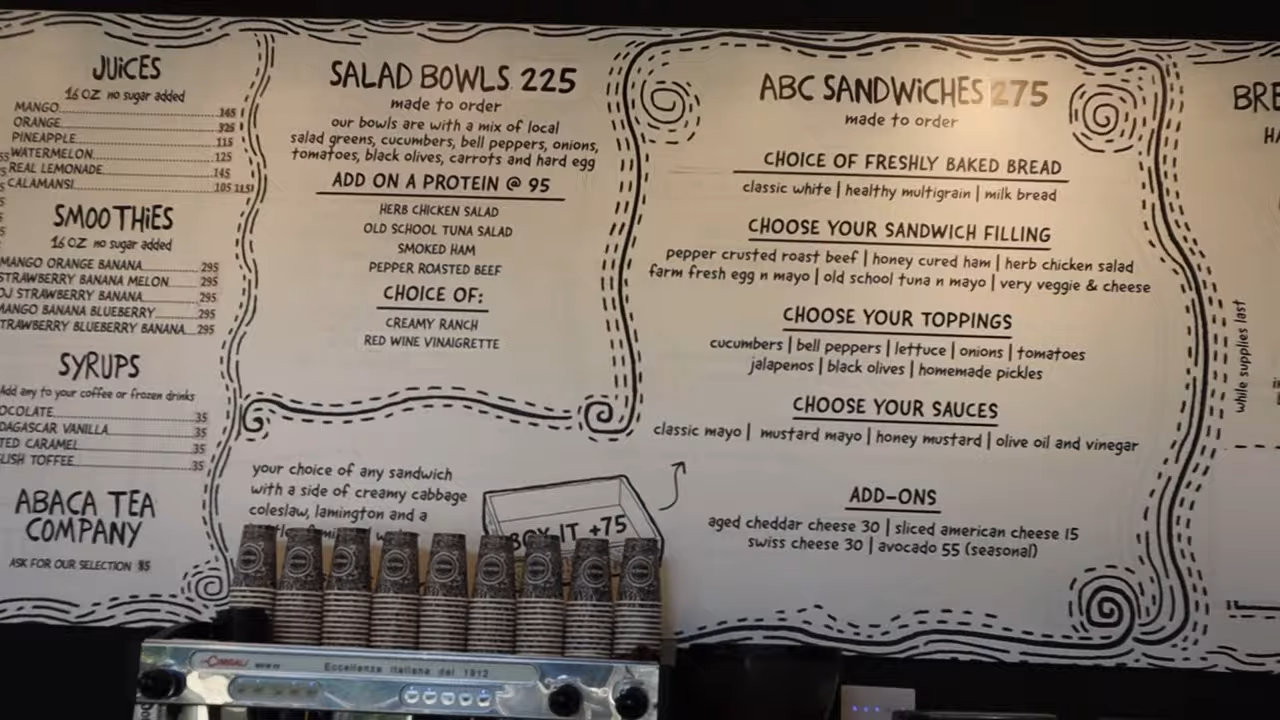 JUICES
16 OZ no sugar added
MANGO 145
ORANGE 325
PINEAPPLE 115
WATERMELON 125
REAL LEMONADE 145
CALAMANSI 105 115
SMOOTHIES
16 OZ no sugar added
MANGO ORANGE BANANA 295
STRAWBERRY BANANA MELON 295
OJ STRAWBERRY BANANA 295
MANGO BANANA BLUEBERRY 295
TRAWBERRY BLUEBERRY BANANA 295
SYRUPS
Add any to your coffee or frozen drinks
OCOLATE 35
DAGASCAR VANILLA 35
TED CARAMEL 35
LISH TOFFEE 35
ABACA TEA
COMPANY
ASK FOR OUR SELECTION 85
SALAD BOWLS 225
made to order
our bowls are with a mix of local
salad greens, cucumbers, bell peppers, onions,
tomatoes, black olives, carrots and hard egg
ADD ON A PROTEIN @ 95
HERB CHICKEN SALAD
OLD SCHOOL TUNA SALAD
SMOKED HAM
PEPPER ROASTED BEEF
CHOICE OF:
CREAMY RANCH
RED WINE VINAIGRETTE
your choice of any sandwich
with a side of creamy cabbage
coleslaw, lamington and a
BOX IT +75
ABC SANDWICHES 275
made to order
CHOICE OF FRESHLY BAKED BREAD
classic white | healthy multigrain | milk bread
CHOOSE YOUR SANDWICH FILLING
pepper crusted roast beef | honey cured ham | herb chicken salad
farm fresh egg n mayo | old school tuna n mayo | very veggie & cheese
CHOOSE YOUR TOPPINGS
cucumbers | bell peppers | lettuce | onions | tomatoes
jalapenos | black olives | homemade pickles
CHOOSE YOUR SAUCES
classic mayo | mustard mayo | honey mustard | olive oil and vinegar
ADD-ONS
aged cheddar cheese 30 | sliced american cheese 15
swiss cheese 30 | avocado 55 (seasonal)
BRE
HA
while supplies last
CIMBALI
Eccellenza italiana dal 1912